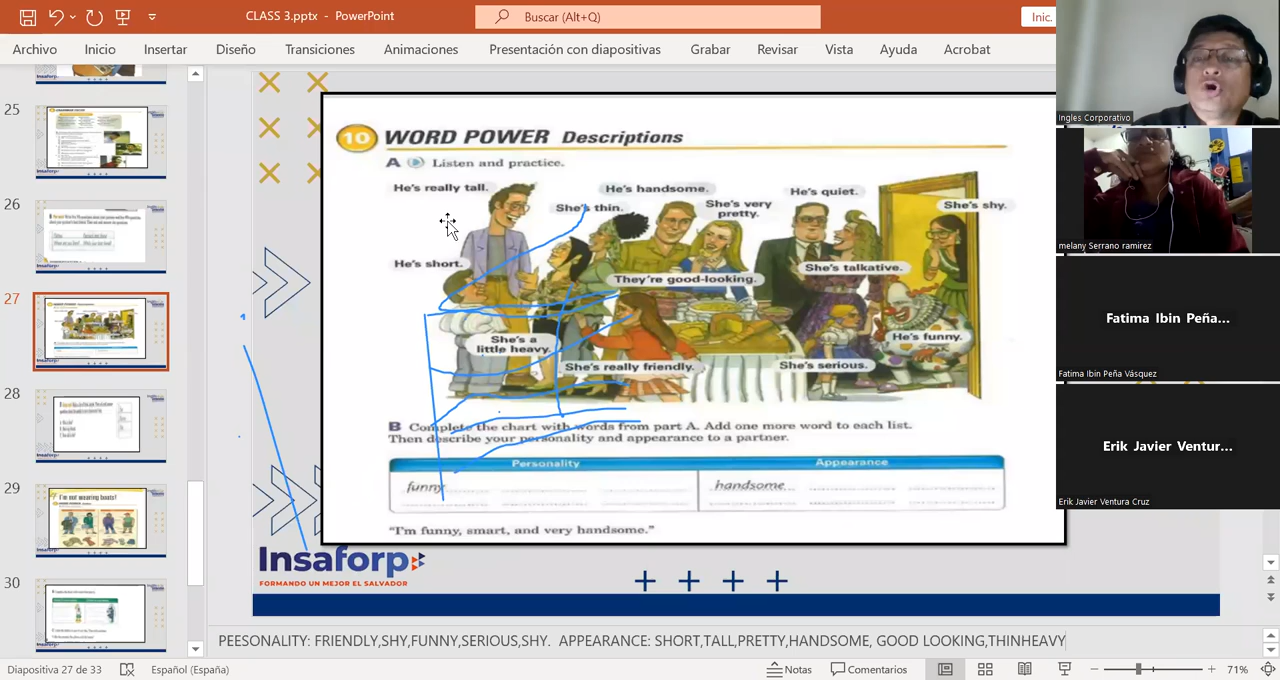 CLASS 3.pptx - PowerPoint
Buscar (Alt+Q)
Inic.
Archivo Inicio Insertar Diseño Transiciones Animaciones Presentación con diapositivas Grabar Revisar Vista Ayuda Acrobat
25
26
27
28
29
I'm not wearing boots!
30
10 WORD POWER Descriptions
A Listen and practice.
He's really tall.
He's handsome.
He's quiet.
She's thin.
She's very
pretty.
She's shy.
He's short.
They're good-looking.
She's talkative.
She's a
little heavy.
He's funny.
She's really friendly.
She's serious.
B Complete the chart with words from part A. Add one more word to each list.
Then describe your personality and appearance to a partner.
Personality Appearance
funny handsome
"I'm funny, smart, and very handsome."
Insaforp
FORMANDO UN MEJOR EL SALVADOR
PEESONALITY: FRIENDLY,SHY,FUNNY,SERIOUS,SHY. APPEARANCE: SHORT,TALL,PRETTY,HANDSOME, GOOD LOOKING,THINHEAVY
Diapositiva 27 de 33 Español (España) Notas Comentarios 71%
Ingles Corporativo
melany Serrano ramirez
Fatima Ibin Peña...
Fatima Ibin Peña Vásquez
Erik Javier Ventur...
Erik Javier Ventura Cruz